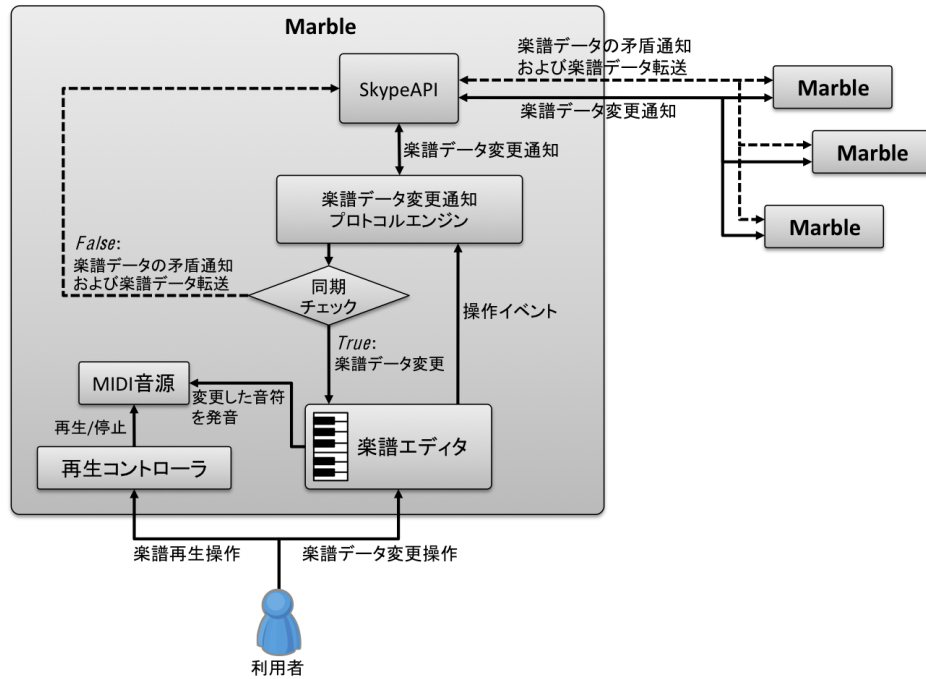 Marble
SkypeAPI
楽譜データの矛盾通知
および楽譜データ転送
楽譜データ変更通知
Marble
Marble
Marble
楽譜データ変更通知
楽譜データ変更通知
プロトコルエンジン
False:
楽譜データの矛盾通知
および楽譜データ転送
同期
チェック
操作イベント
True:
楽譜データ変更
MIDI音源
変更した音符
を発音
再生/停止
楽譜エディタ
再生コントローラ
楽譜再生操作
楽譜データ変更操作
利用者